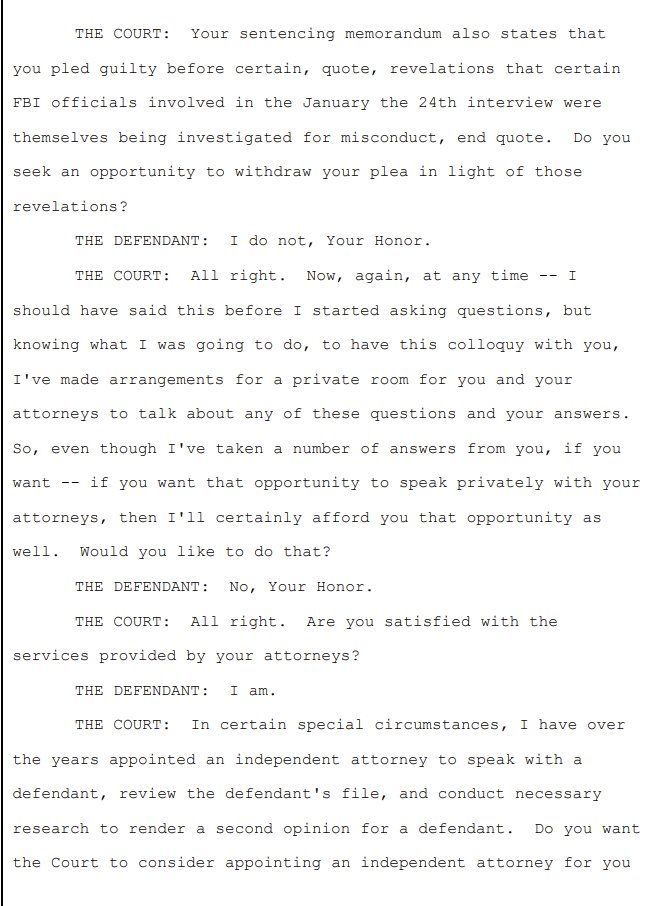 THE COURT:  Your sentencing memorandum also states that
you pled guilty before certain, quote, revelations that certain
FBI officials involved in the January the 24th interview were
themselves being investigated for misconduct, end quote.  Do you
seek an opportunity to withdraw your plea in light of those
revelations?
THE DEFENDANT:  I do not, Your Honor.
THE COURT:  All right.  Now, again, at any time -- I
should have said this before I started asking questions, but
knowing what I was going to do, to have this colloquy with you,
I've made arrangements for a private room for you and your
attorneys to talk about any of these questions and your answers.
So, even though I've taken a number of answers from you, if you
want -- if you want that opportunity to speak privately with your
attorneys, then I'll certainly afford you that opportunity as
well.  Would you like to do that?
THE DEFENDANT:  No, Your Honor.
THE COURT:  All right.  Are you satisfied with the
services provided by your attorneys?
THE DEFENDANT:  I am.
THE COURT:  In certain special circumstances, I have over
the years appointed an independent attorney to speak with a
defendant, review the defendant's file, and conduct necessary
research to render a second opinion for a defendant.  Do you want
the Court to consider appointing an independent attorney for you